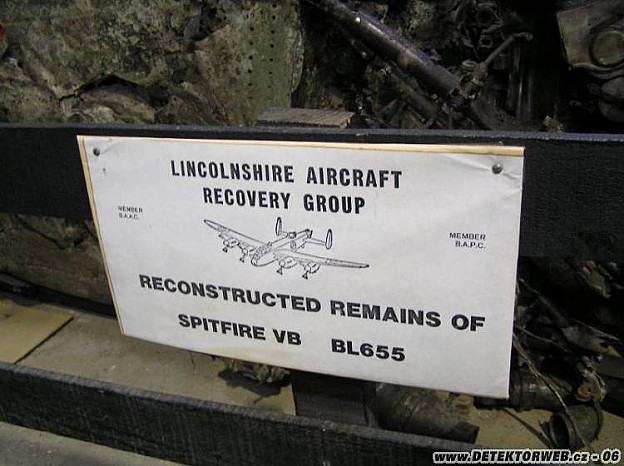 LINCOLNSHIRE AIRCRAFT
RECOVERY GROUP
MEMBER
B.A.A.C.
MEMBER
B.A.P.C.
RECONSTRUCTED REMAINS OF
SPITFIRE VB BL655
www.DETEKTORWEB.cz - 06